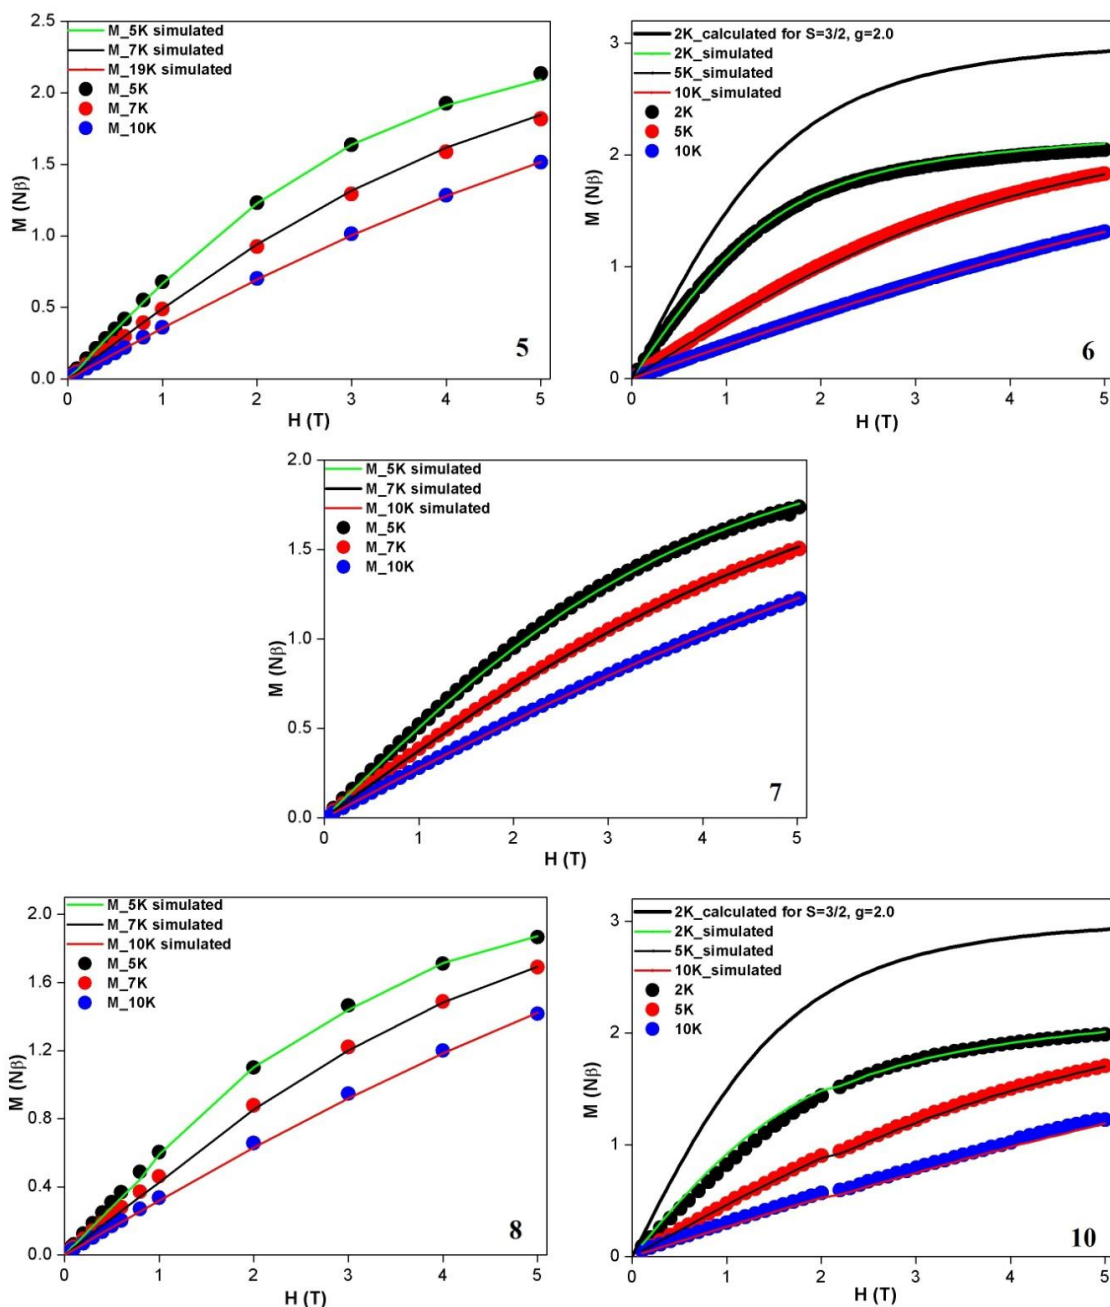 M_5K simulated
M_7K simulated
M_19K simulated
M_5K
M_7K
M_10K
2.5
2.0
1.5
1.0
0.5
0.0
M (Nβ)
0
1
2
3
4
5
H (T)
5
2K_calculated for S=3/2, g=2.0
2K_simulated
5K_simulated
10K_simulated
2K
5K
10K
3
2
1
0
M (Nβ)
0
1
2
3
4
5
H (T)
6
M_5K simulated
M_7K simulated
M_10K simulated
M_5K
M_7K
M_10K
2.0
1.5
1.0
0.5
0.0
M (Nβ)
0
1
2
3
4
5
H (T)
7
M_5K simulated
M_7K simulated
M_10K simulated
M_5K
M_7K
M_10K
2.0
1.6
1.2
0.8
0.4
0.0
M (Nβ)
0
1
2
3
4
5
H (T)
8
2K_calculated for S=3/2, g=2.0
2K_simulated
5K_simulated
10K_simulated
2K
5K
10K
3
2
1
0
M (Nβ)
0
1
2
3
4
5
H (T)
10